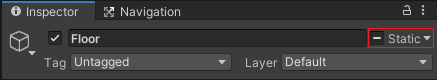 Inspector Navigation
Floor Static
Tag Untagged Layer Default